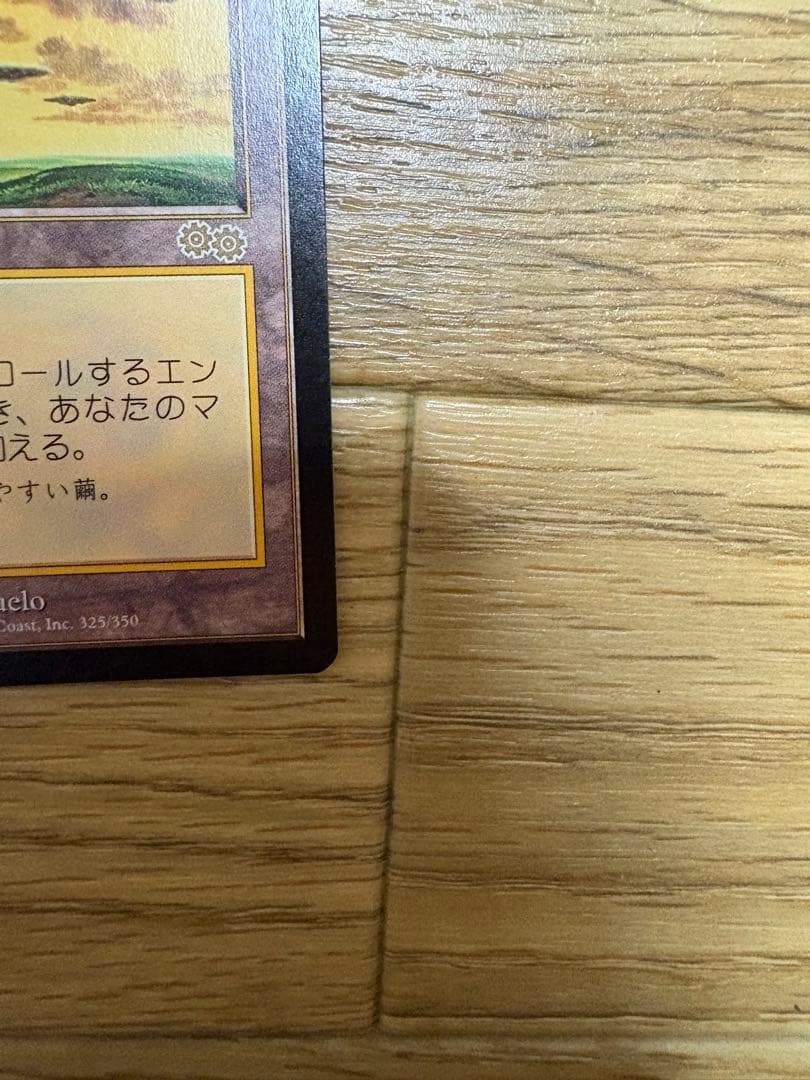 ロールするエン
き、あなたのマ
加える。
やすい繭。
uelo
Coast, Inc. 325/350